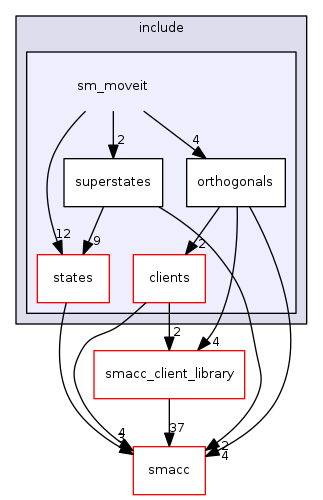 include
sm_moveit
2
4
superstates
orthogonals
12
9
2
states
clients
2
4
smacc_client_library
37
4
3
2
4
smacc